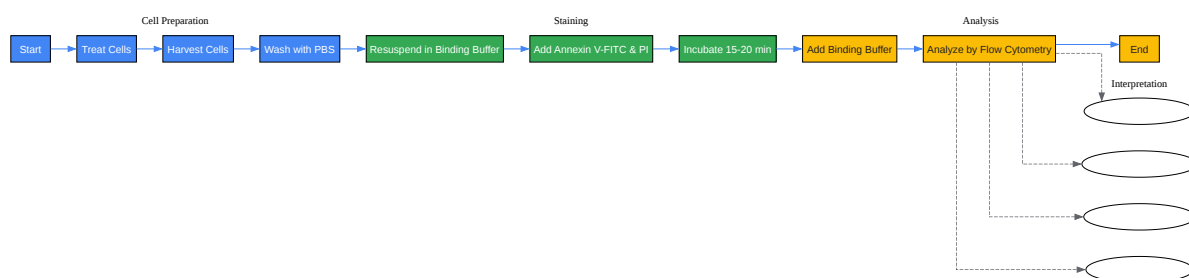 Cell Preparation
Staining
Analysis
Start
Treat Cells
Harvest Cells
Wash with PBS
Resuspend in Binding Buffer
Add Annexin V-FITC & PI
Incubate 15-20 min
Add Binding Buffer
Analyze by Flow Cytometry
End
Interpretation